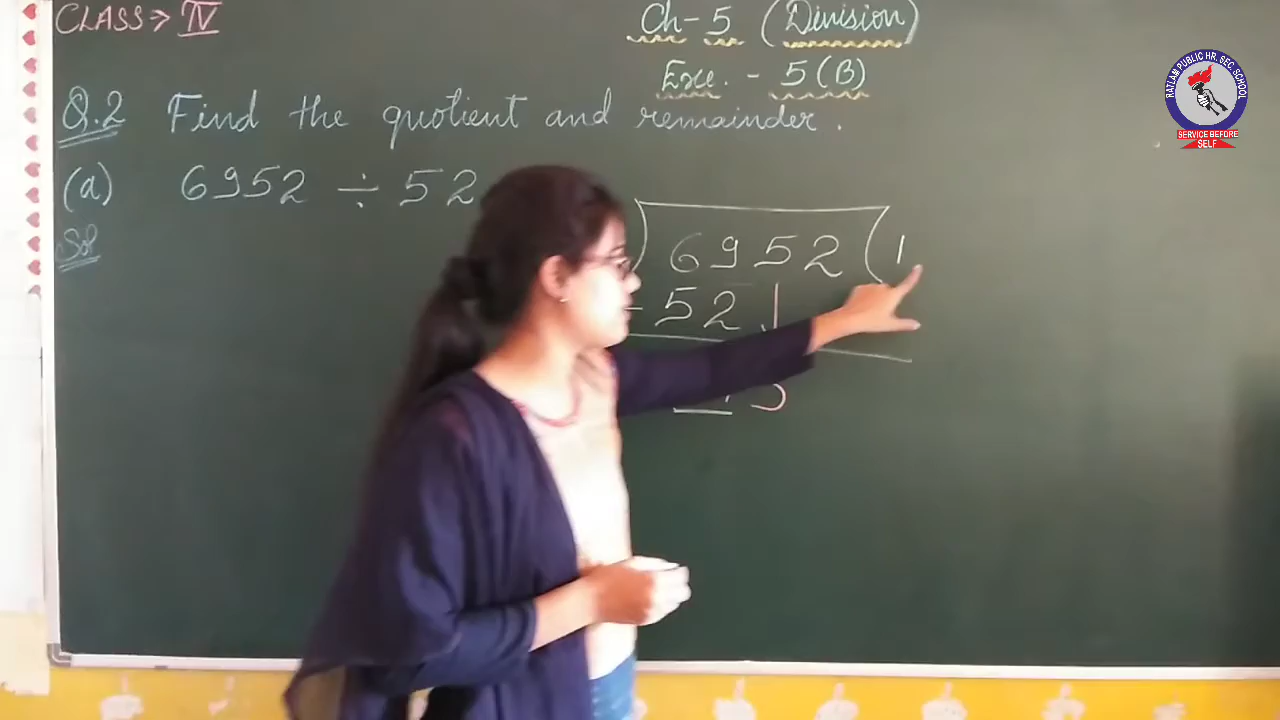 CLASS > IV
Ch-5 (Division)
Exe. - 5(B)
Q.2 Find the quotient and remainder.
(a) 6952 ÷ 52
Sol
) 6952 ( 1
- 52
5
RATLAM PUBLIC HR. SEC. SCHOOL
SERVICE BEFORE
SELF